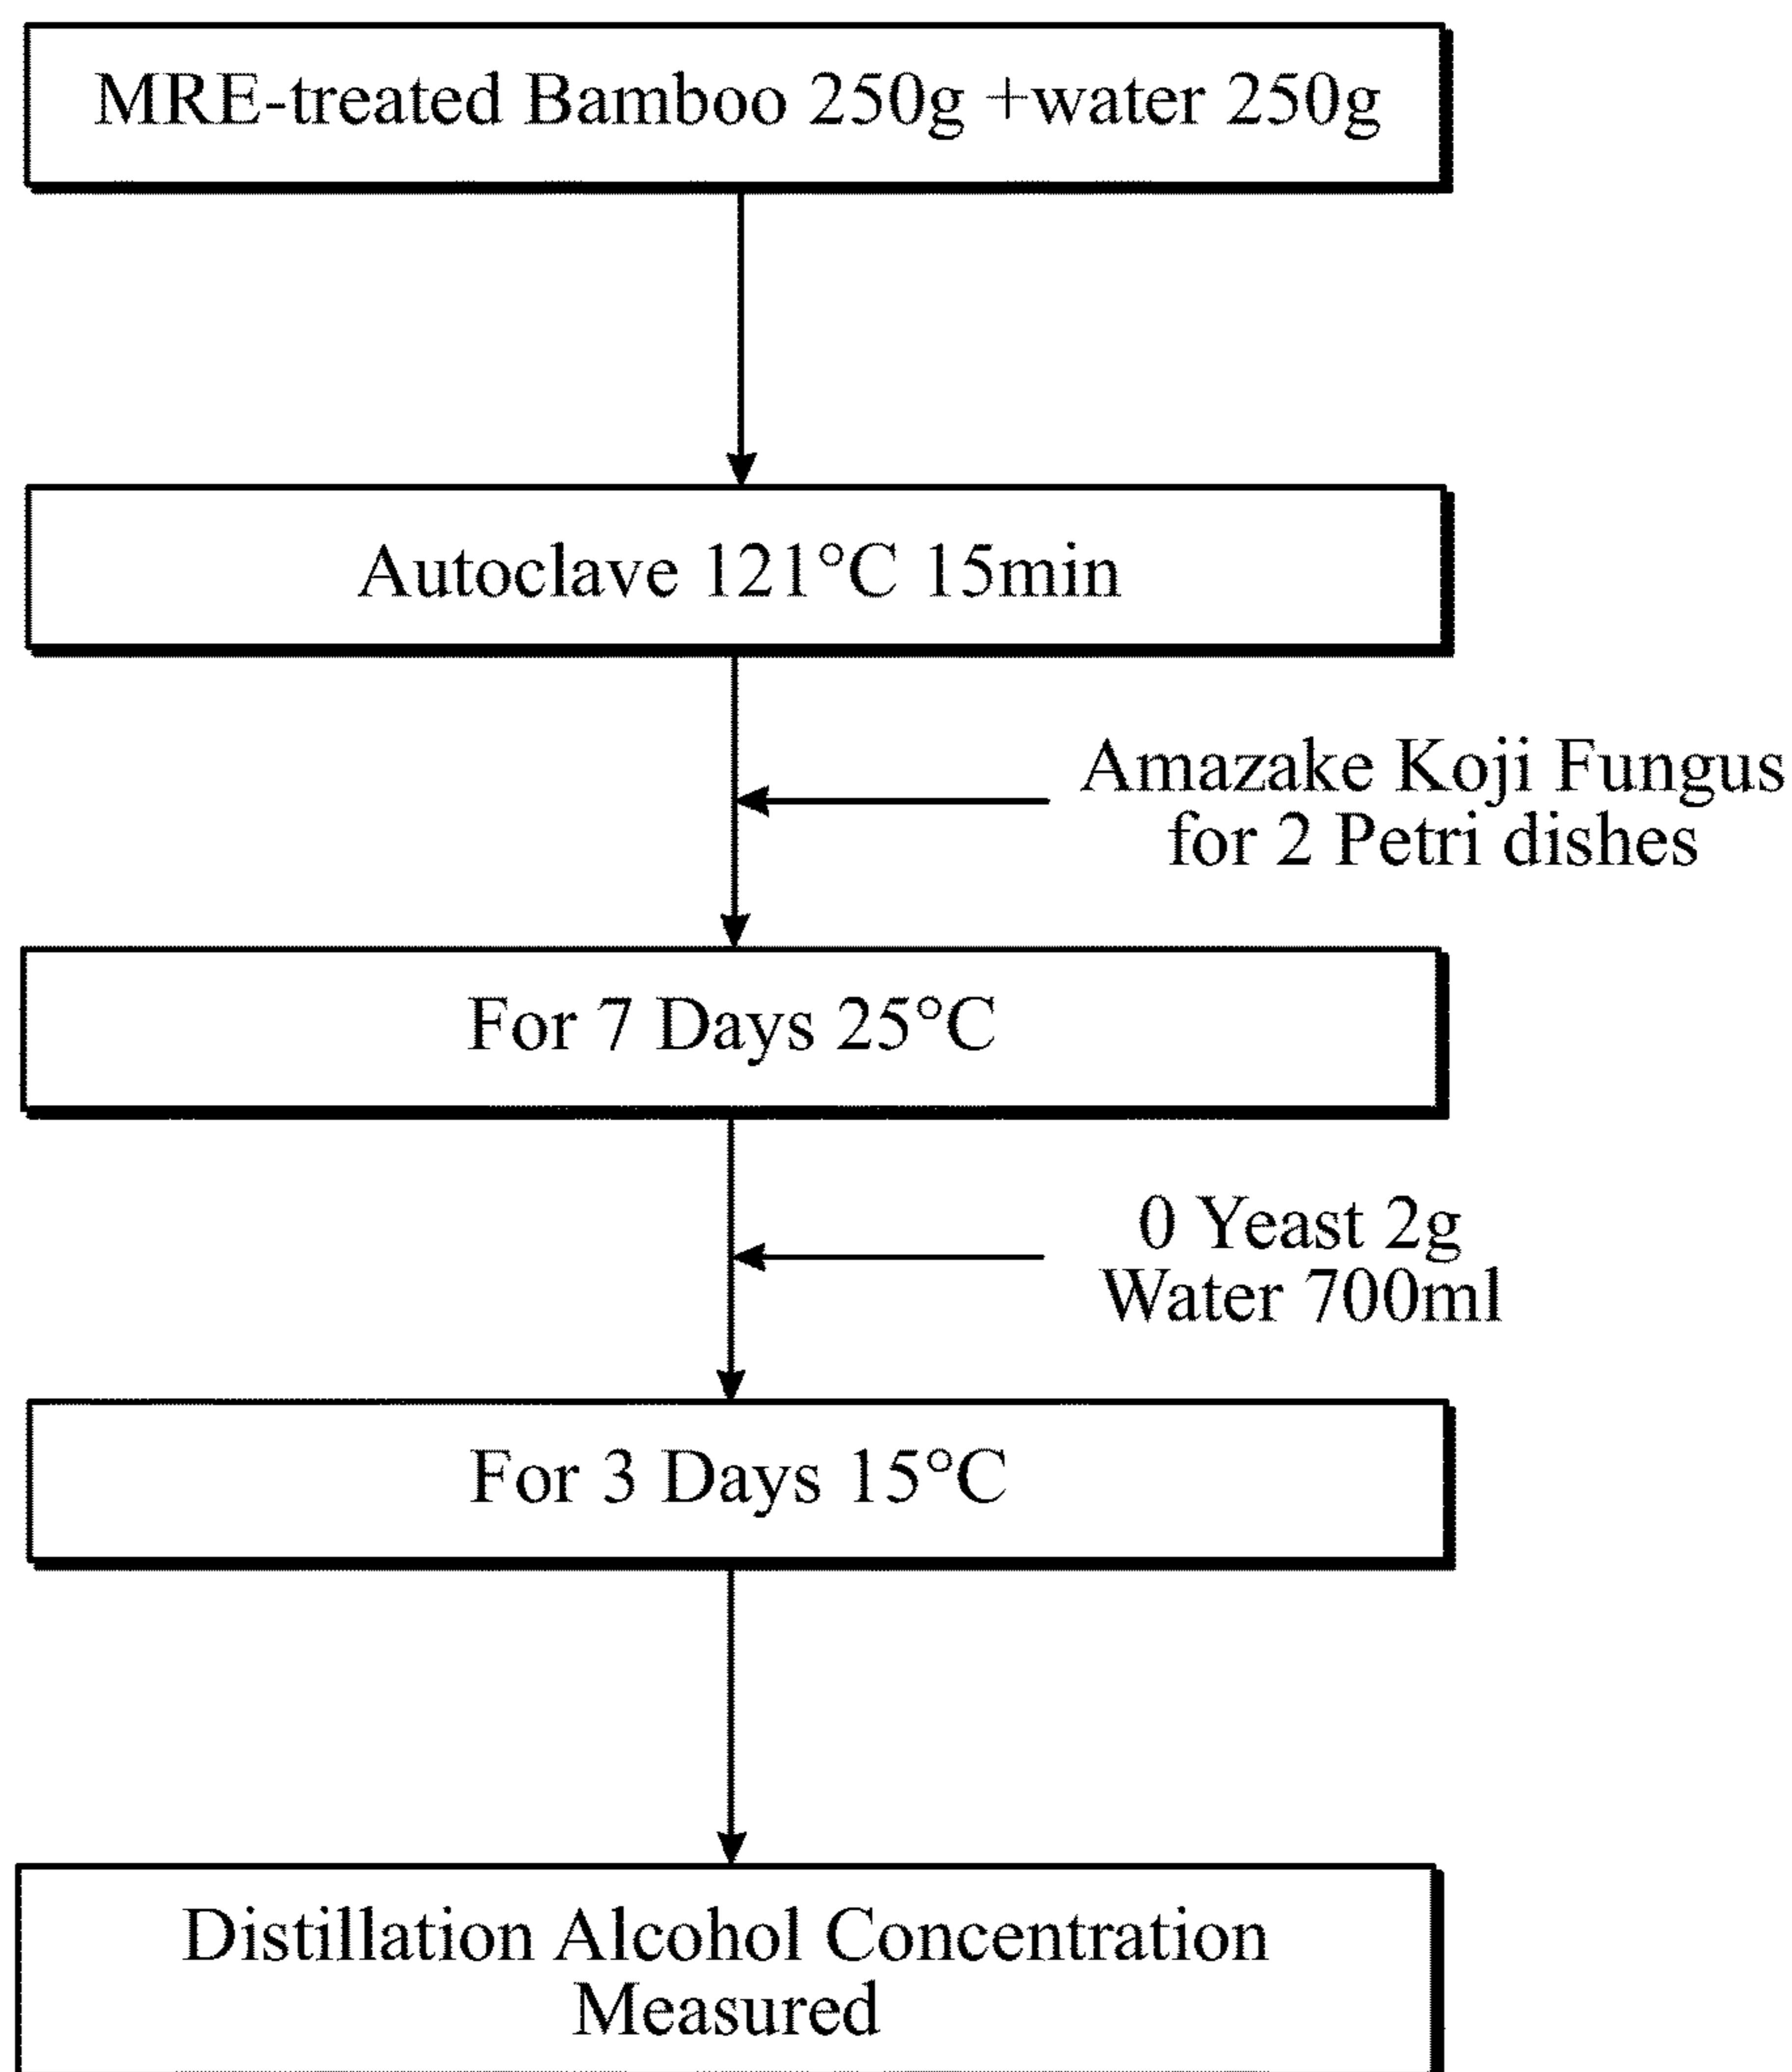 MRE-treated Bamboo 250g +water 250g
Autoclave 121°C 15min
Amazake Koji Fungus
for 2 Petri dishes
For 7 Days 25°C
0 Yeast 2g
Water 700ml
For 3 Days 15°C
Distillation Alcohol Concentration
Measured